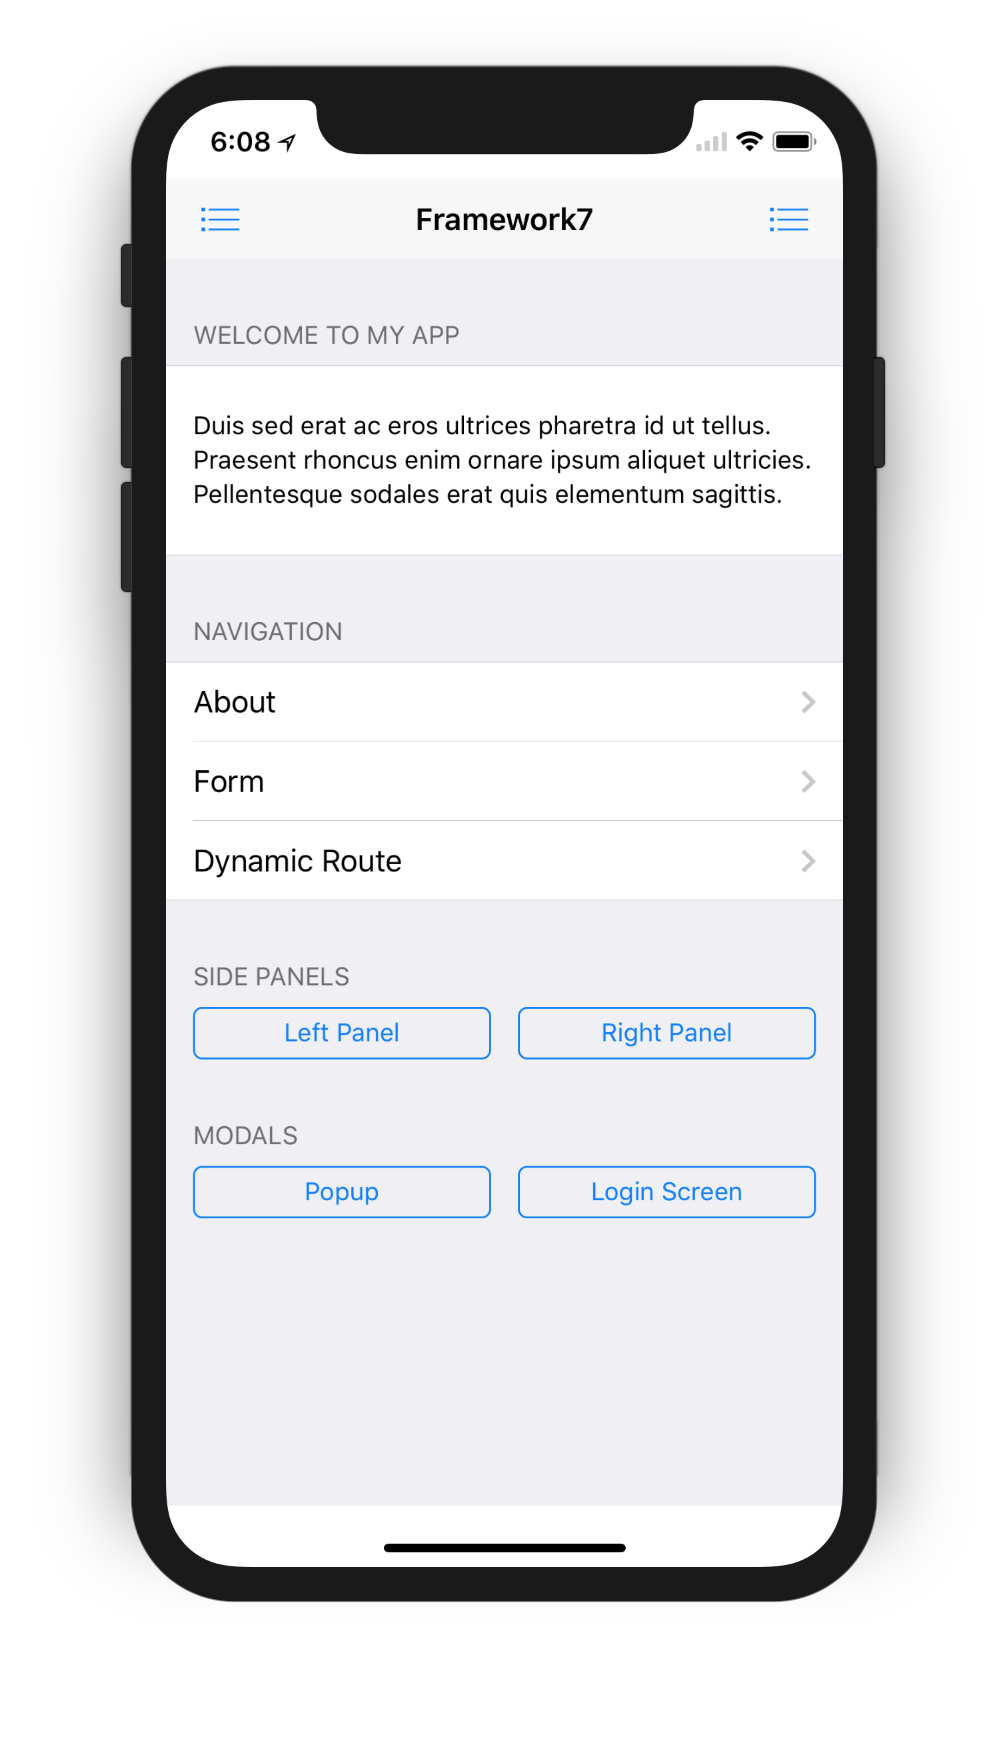 6:08
Framework7
WELCOME TO MY APP
Duis sed erat ac eros ultrices pharetra id ut tellus.
Praesent rhoncus enim ornare ipsum aliquet ultricies.
Pellentesque sodales erat quis elementum sagittis.
NAVIGATION
About
Form
Dynamic Route
SIDE PANELS
Left Panel
Right Panel
MODALS
Popup
Login Screen